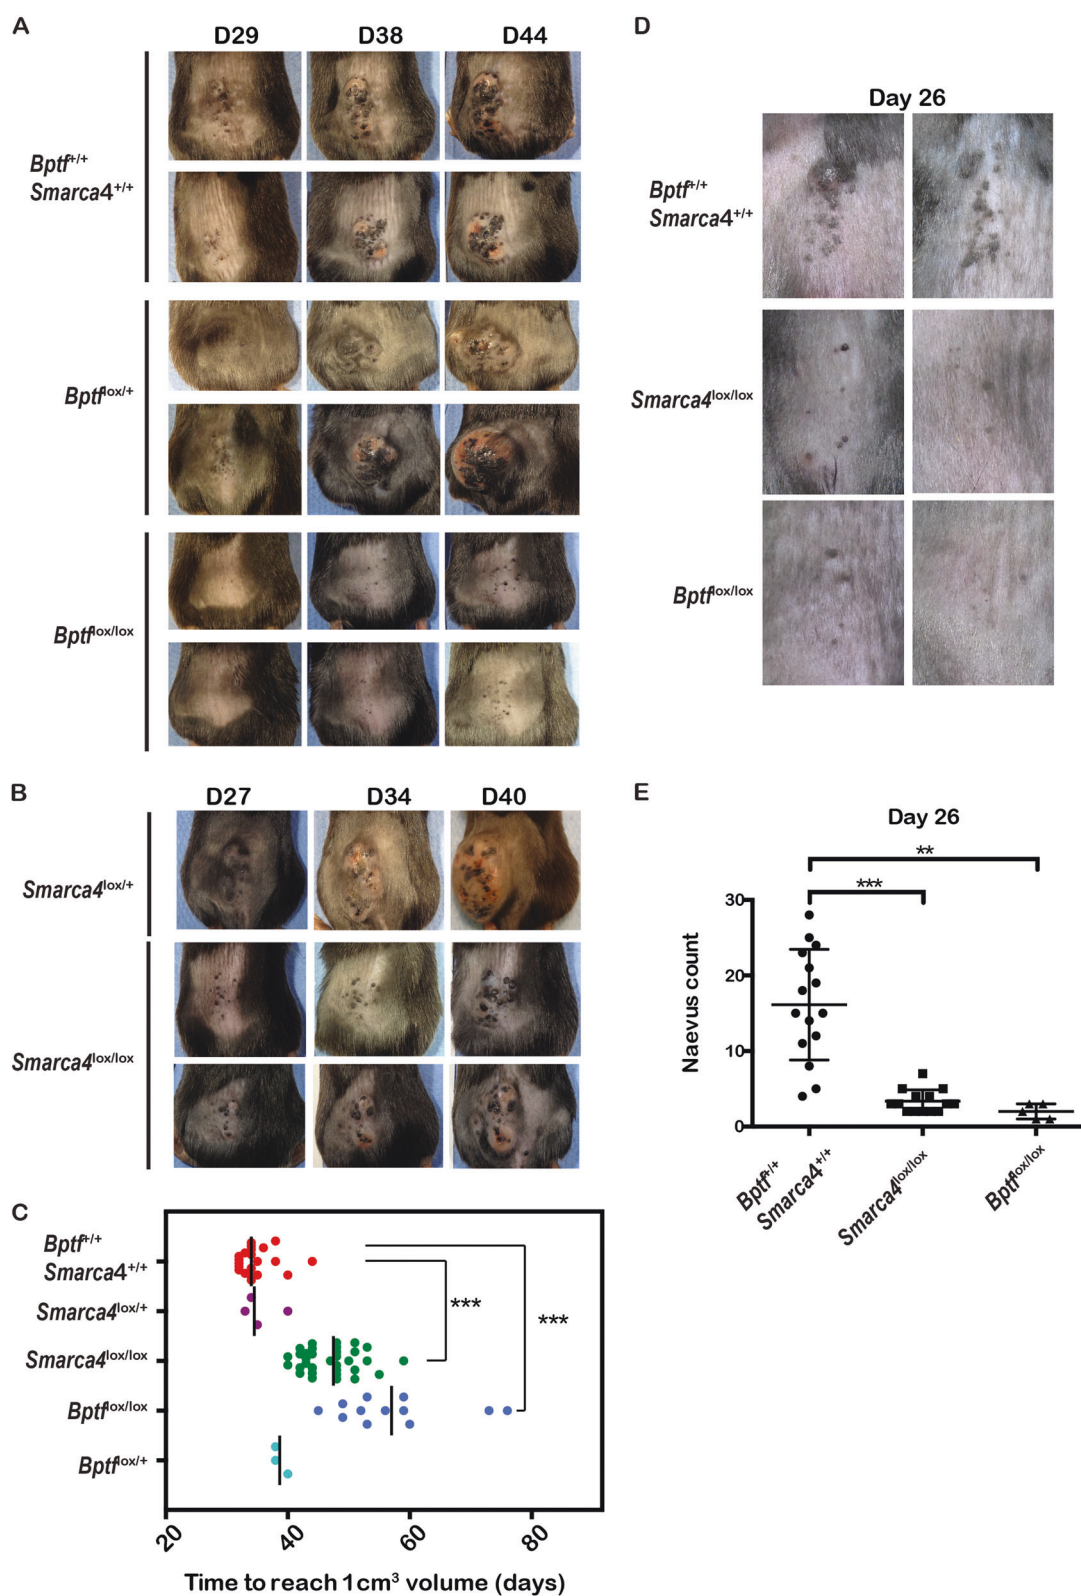 A
D29 D38 D44
Bptf+/+
Smarca4+/+
Bptflox/+
Bptflox/lox
B
D27 D34 D40
Smarca4lox/+
Smarca4lox/lox
C
Bptf+/+
Smarca4+/+
Smarca4lox/+
Smarca4lox/lox
Bptflox/lox
Bptflox/+
***
***
20 40 60 80
Time to reach 1cm³ volume (days)
D
Day 26
Bptf+/+
Smarca4+/+
Smarca4lox/lox
Bptflox/lox
E
Day 26
**
***
Naevus count
30
20
10
0
Bptf+/+
Smarca4+/+
Smarca4lox/lox
Bptflox/lox